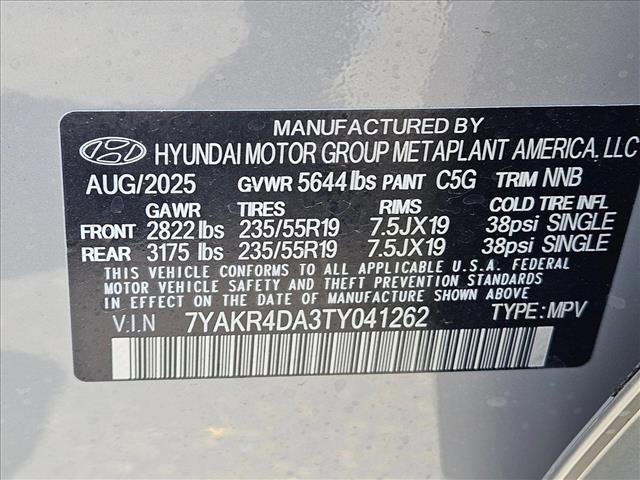 MANUFACTURED BY
HYUNDAI MOTOR GROUP METAPLANT AMERICA, LLC
AUG/2025 GVWR 5644 lbs PAINT C5G TRIM NNB
GAWR TIRES RIMS COLD TIRE INFL
FRONT 2822 lbs 235/55R19 7.5JX19 38psi SINGLE
REAR 3175 lbs 235/55R19 7.5JX19 38psi SINGLE
THIS VEHICLE CONFORMS TO ALL APPLICABLE U.S.A. FEDERAL
MOTOR VEHICLE SAFETY AND THEFT PREVENTION STANDARDS
IN EFFECT ON THE DATE OF MANUFACTURE SHOWN ABOVE.
V.I.N 7YAKR4DA3TY041262 TYPE: MPV